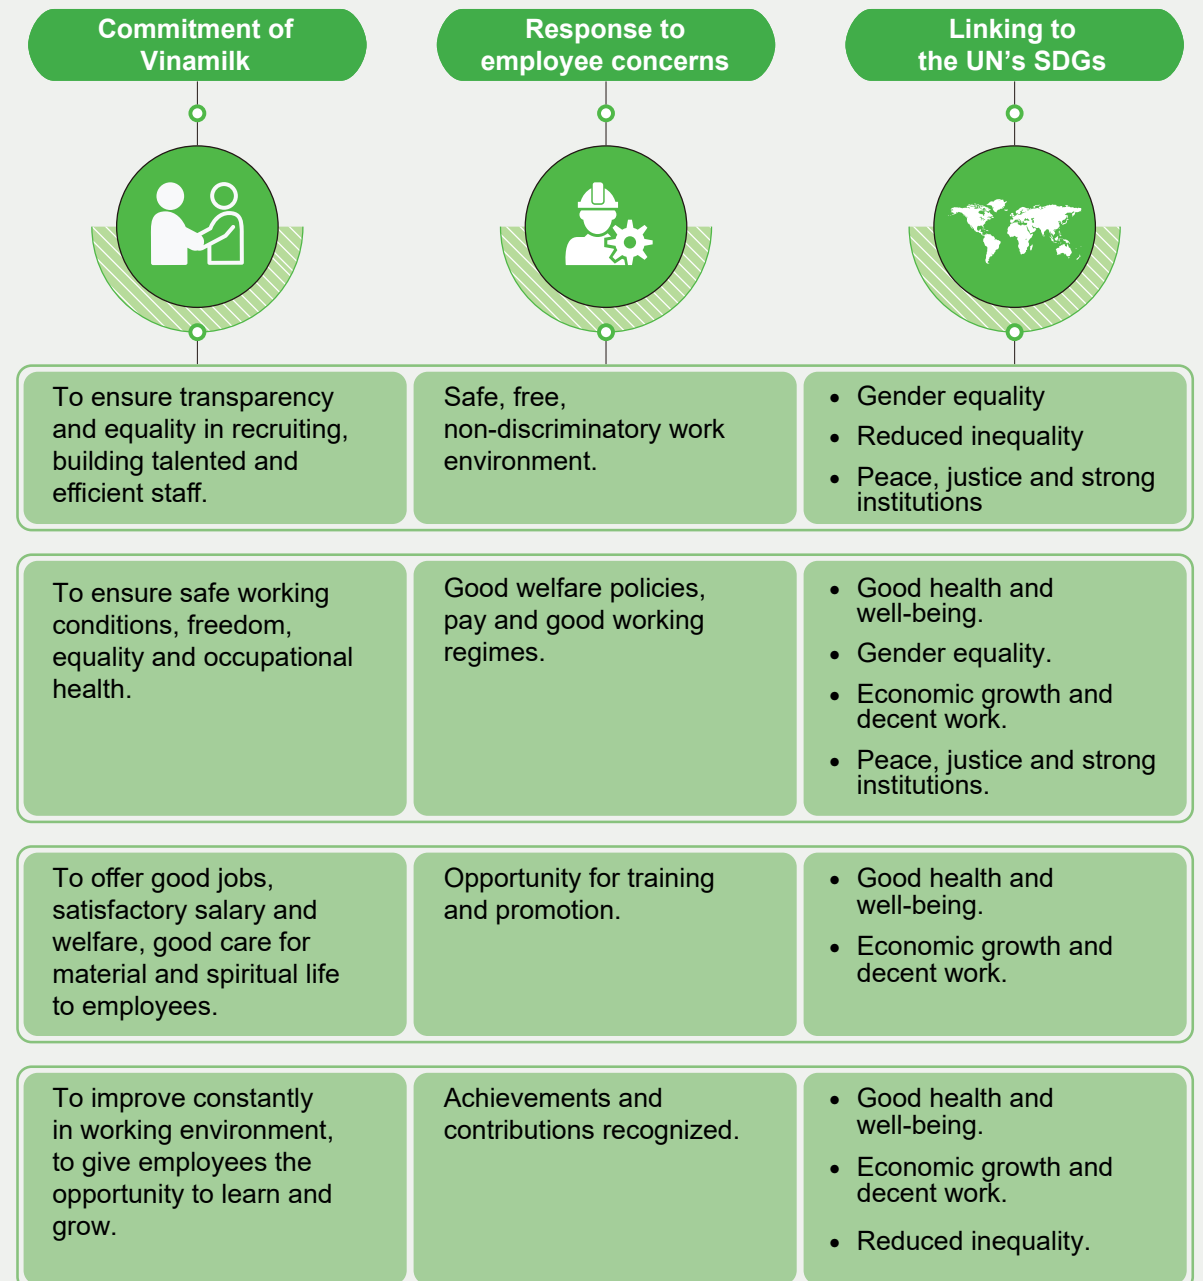 Commitment of
Vinamilk
Response to
employee concerns
Linking to
the UN's SDGs
To ensure transparency
and equality in recruiting,
building talented and
efficient staff.
Safe, free,
non-discriminatory work
environment.
• Gender equality
• Reduced inequality
• Peace, justice and strong
institutions
To ensure safe working
conditions, freedom,
equality and occupational
health.
Good welfare policies,
pay and good working
regimes.
• Good health and
well-being.
• Gender equality.
• Economic growth and
decent work.
• Peace, justice and strong
institutions.
To offer good jobs,
satisfactory salary and
welfare, good care for
material and spiritual life
to employees.
Opportunity for training
and promotion.
• Good health and
well-being.
• Economic growth and
decent work.
To improve constantly
in working environment,
to give employees the
opportunity to learn and
grow.
Achievements and
contributions recognized.
• Good health and
well-being.
• Economic growth and
decent work.
• Reduced inequality.